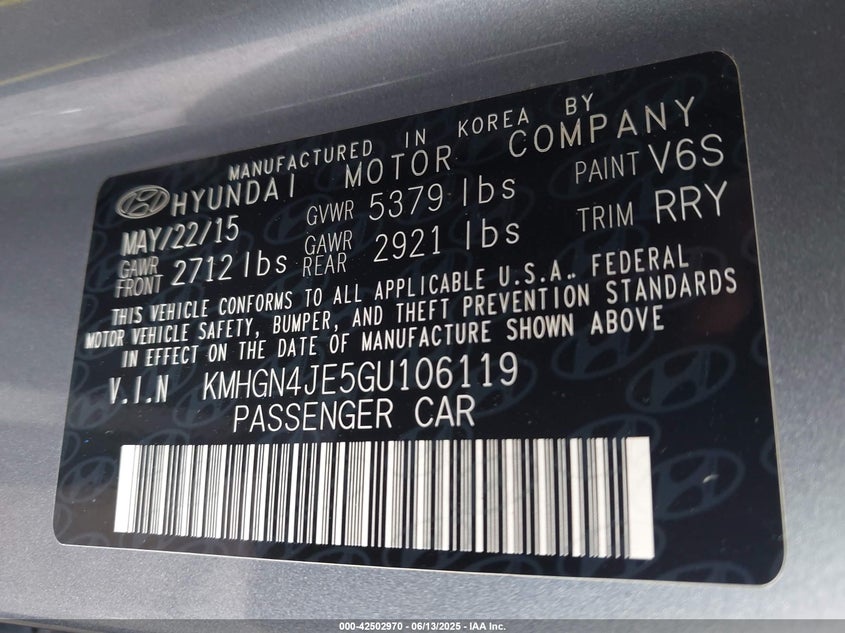 MANUFACTURED IN KOREA BY
HYUNDAI MOTOR COMPANY
MAY/22/15 GVWR 5379 lbs PAINT V6S
GAWR FRONT 2712 lbs GAWR REAR 2921 lbs TRIM RRY
THIS VEHICLE CONFORMS TO ALL APPLICABLE U.S.A.. FEDERAL
MOTOR VEHICLE SAFETY, BUMPER, AND THEFT PREVENTION STANDARDS
IN EFFECT ON THE DATE OF MANUFACTURE SHOWN ABOVE
V.I.N KMHGN4JE5GU106119
PASSENGER CAR
000-42502970 - 06/13/2025 - IAA Inc.